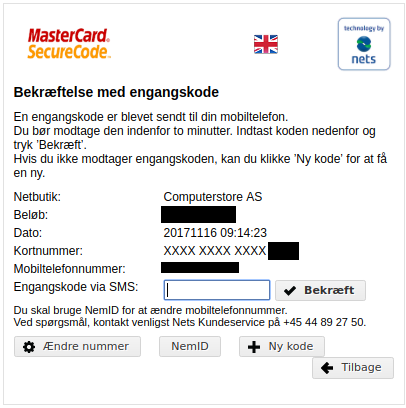 MasterCard
SecureCode.
technology by
nets
Bekræftelse med engangskode
En engangskode er blevet sendt til din mobiltelefon.
Du bør modtage den indenfor to minutter. Indtast koden nedenfor og
tryk 'Bekræft'.
Hvis du ikke modtager engangskoden, kan du klikke 'Ny kode' for at få
en ny.
Netbutik: Computerstore AS
Beløb:
Dato: 20171116 09:14:23
Kortnummer: XXXX XXXX XXXX
Mobiltelefonnummer:
Engangskode via SMS: Bekræft
Du skal bruge NemID for at ændre mobiltelefonnummer.
Ved spørgsmål, kontakt venligst Nets Kundeservice på +45 44 89 27 50.
Ændre nummer NemID Ny kode
Tilbage